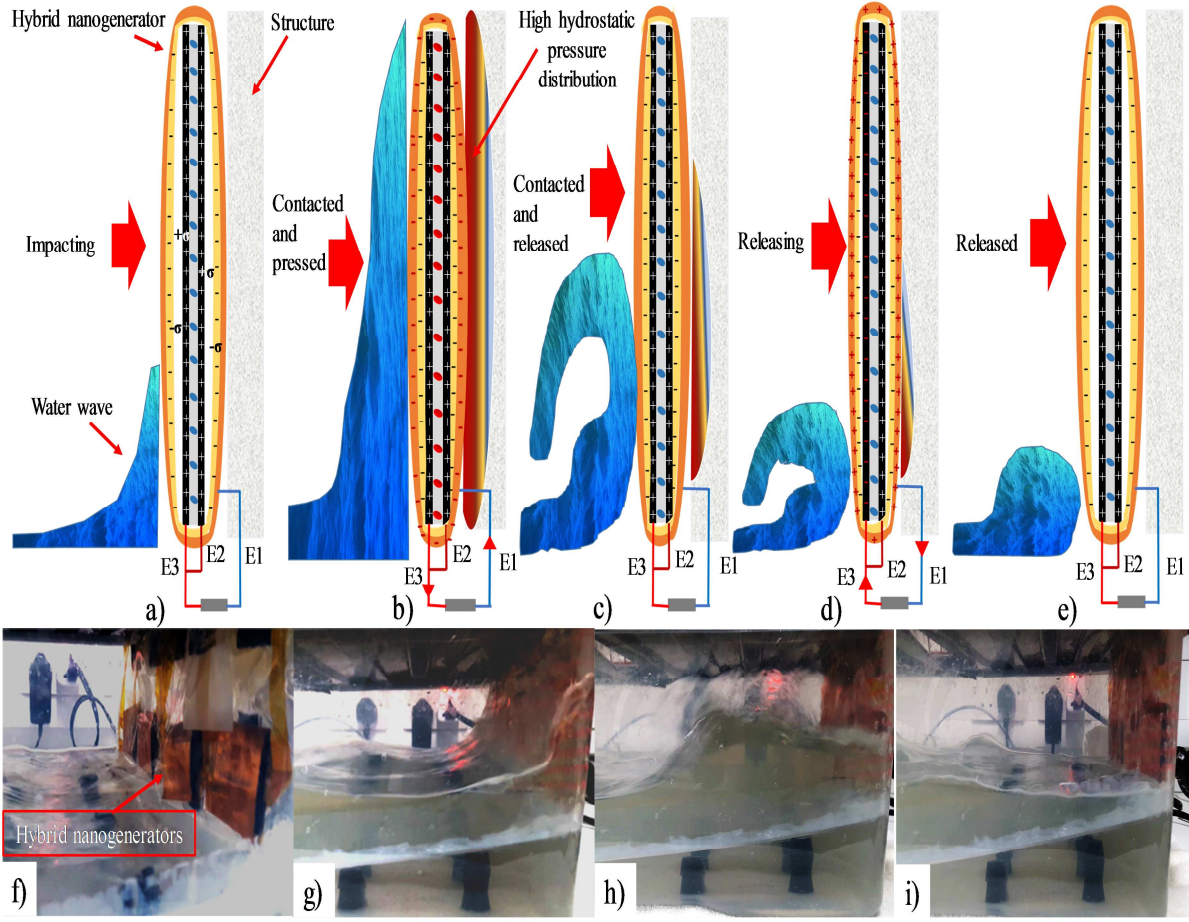 Hybrid nanogenerator
Structure
High hydrostatic
pressure
distribution
Impacting
Contacted
and
pressed
Contacted
and
released
Releasing
Released
+σ
σ-
-σ
-σ
Water wave
E3
E2
E1
E3
E2
E1
E3
E2
E1
E3
E2
E1
E3
E2
E1
a)
b)
c)
d)
e)
Hybrid nanogenerators
f)
g)
h)
i)